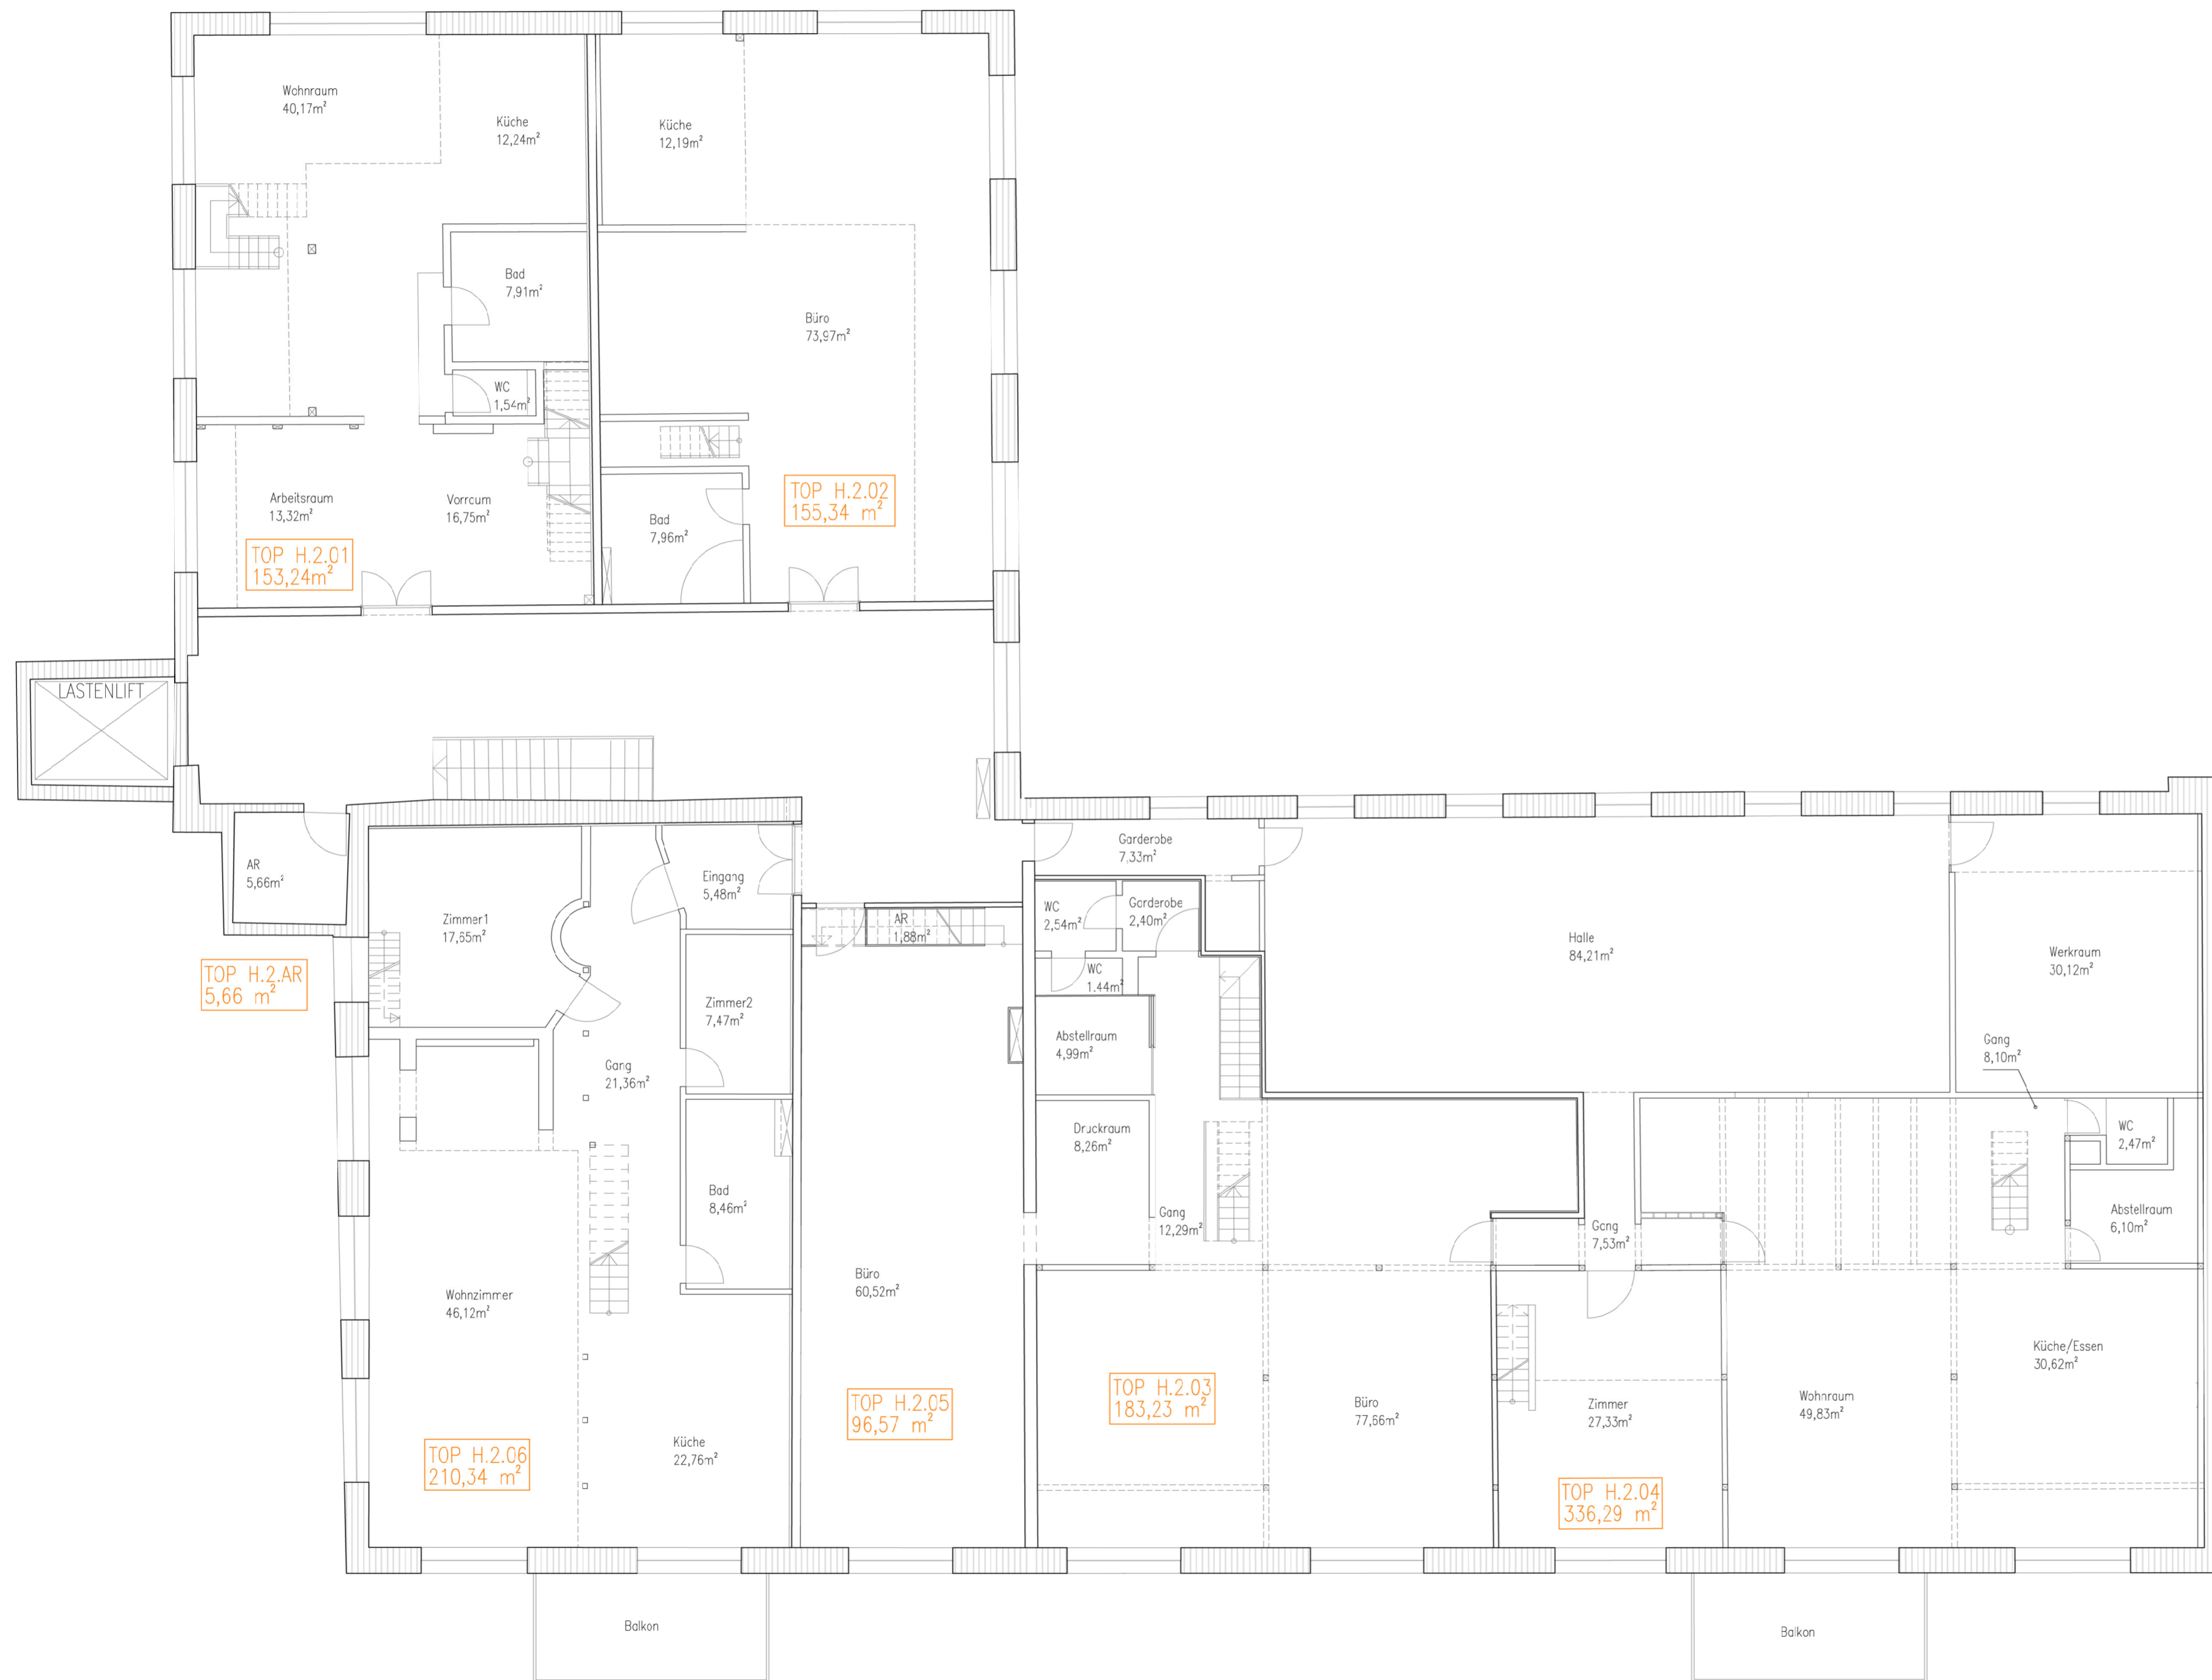 Wohnraum
40,17m²
Küche
12,24m²
Küche
12,19m²
Bad
7,91m²
Büro
73,97m²
WC
1,54m²
Arbeitsraum
13,32m²
Vorraum
16,75m²
TOP H.2.02
155,34 m²
Bad
7,96m²
TOP H.2.01
153,24m²
LASTENLIFT
AR
5,66m²
Garderobe
7,33m²
Eingang
5,48m²
Zimmer1
17,65m²
AR
1,88m²
WC
2,54m²
Garderobe
2,40m²
Halle
84,21m²
Werkraum
30,12m²
TOP H.2.AR
5,66 m²
WC
1.44m²
Zimmer2
7,47m²
Abstellraum
4,99m²
Gang
8,10m²
Gang
21,36m²
Druckraum
8,26m²
WC
2,47m²
Bad
8,46m²
Gang
12,29m²
Gang
7,53m²
Abstellraum
6,10m²
Wohnzimmer
46,12m²
Büro
60,52m²
Küche/Essen
30,62m²
TOP H.2.03
183,23 m²
TOP H.2.05
96,57 m²
Büro
77,66m²
Zimmer
27,33m²
Wohnraum
49,83m²
Küche
22,76m²
TOP H.2.06
210,34 m²
TOP H.2.04
336,29 m²
Balkon
Balkon